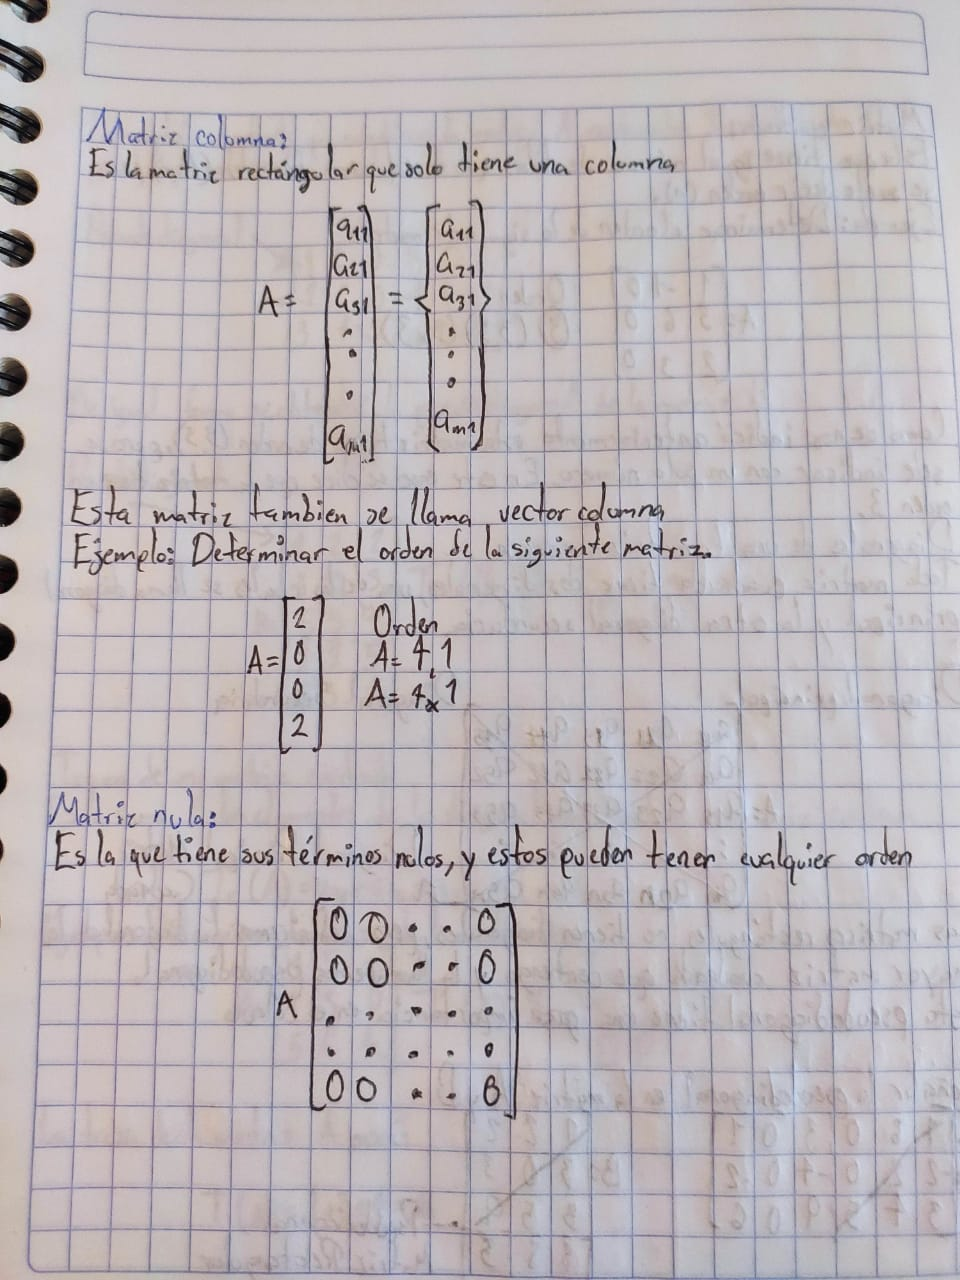 Matriz colomna:
Es la matriz rectángular que solo tiene una columna
a11 a11
a21 a21
A = a31 = a31
.
.
.
am1 am1
Esta matriz tambien se llama vector columna
Ejemplo: Determinar el orden de la siguiente matriz.
2 Orden
A= 0 A= 4,1
0 A= 4x1
2
Matriz nula:
Es la que tiene sus términos nulos, y estos pueden tener cualquier orden
0 0 . . 0
0 0 . . 0
A . . . . .
. . . . .
0 0 . . 0